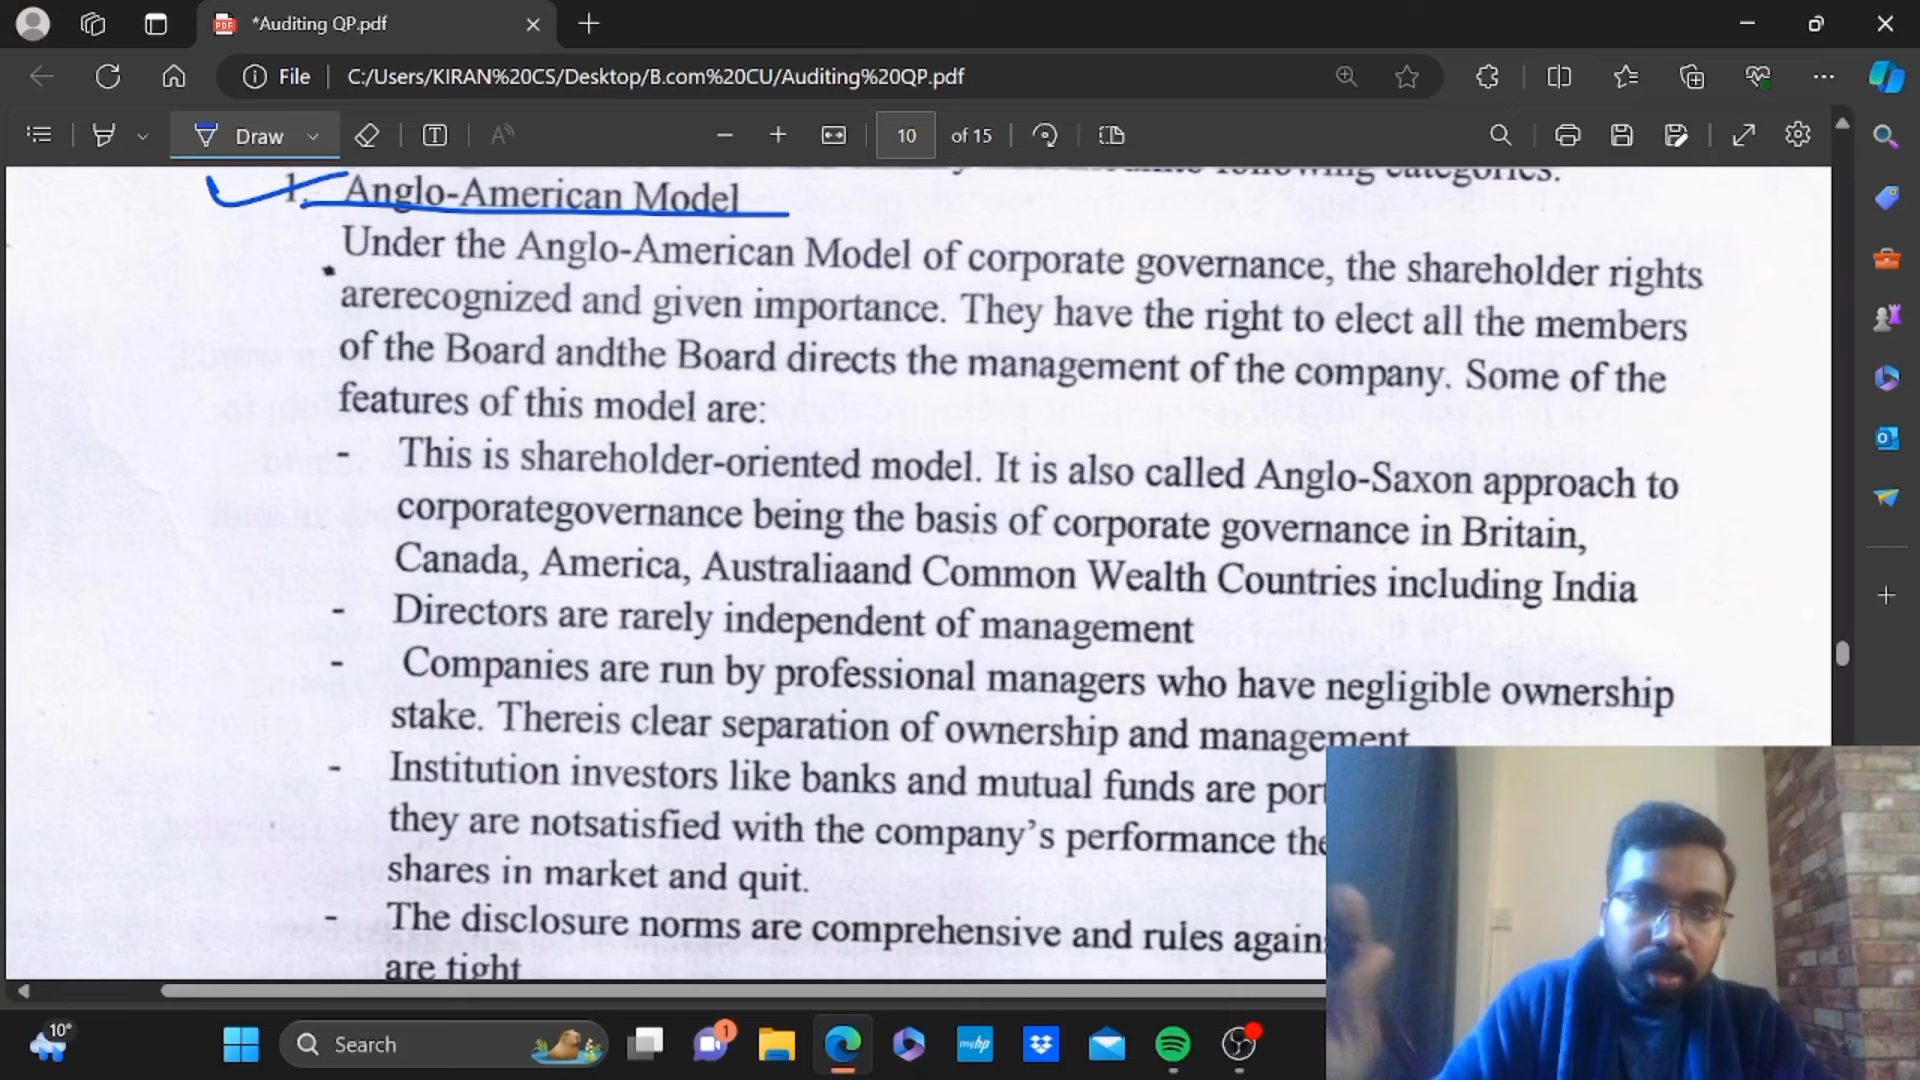 *Auditing QP.pdf
File
C:/Users/KIRAN%20CS/Desktop/B.com%20CU/Auditing%20QP.pdf
Draw
10 of 15
following categories.
1. Anglo-American Model
Under the Anglo-American Model of corporate governance, the shareholder rights
arerecognized and given importance. They have the right to elect all the members
of the Board andthe Board directs the management of the company. Some of the
features of this model are:
- This is shareholder-oriented model. It is also called Anglo-Saxon approach to
corporategovernance being the basis of corporate governance in Britain,
Canada, America, Australiaand Common Wealth Countries including India
- Directors are rarely independent of management
- Companies are run by professional managers who have negligible ownership
stake. Thereis clear separation of ownership and management
- Institution investors like banks and mutual funds are
they are notsatisfied with the company's performance
shares in market and quit.
- The disclosure norms are comprehensive and rules
are tight
10°
Search
1
myhp